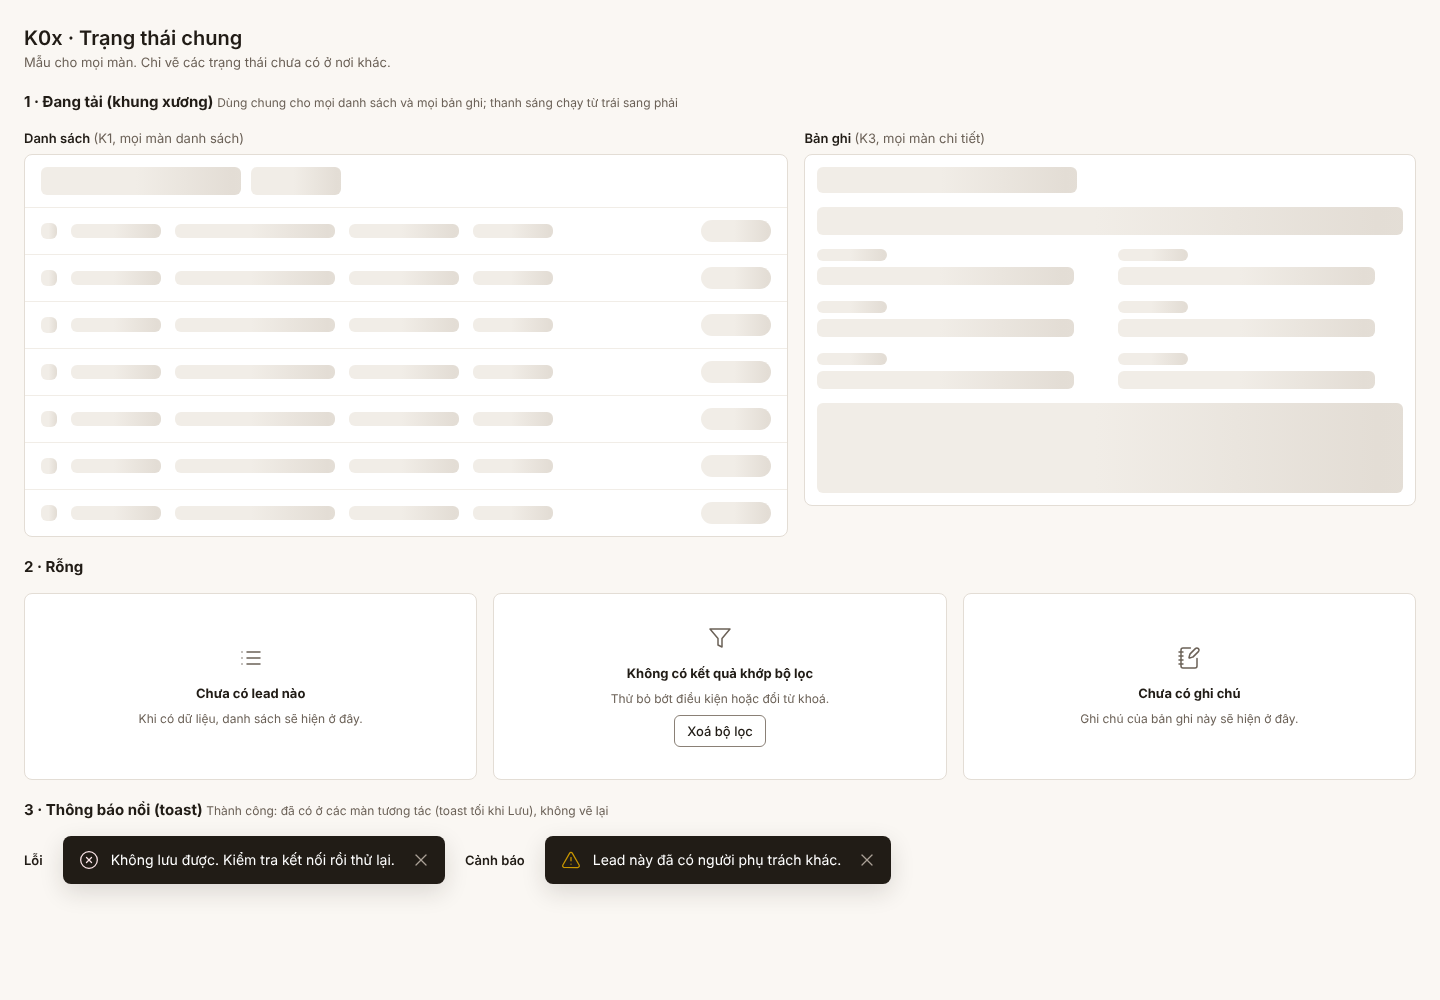 K0x · Trạng thái chung
Mẫu cho mọi màn. Chỉ vẽ các trạng thái chưa có ở nơi khác.
1 · Đang tải (khung xương) Dùng chung cho mọi danh sách và mọi bản ghi; thanh sáng chạy từ trái sang phải
Danh sách (K1, mọi màn danh sách)
Bản ghi (K3, mọi màn chi tiết)
2 · Rỗng
Chưa có lead nào
Khi có dữ liệu, danh sách sẽ hiện ở đây.
Không có kết quả khớp bộ lọc
Thử bỏ bớt điều kiện hoặc đổi từ khoá.
Xoá bộ lọc
Chưa có ghi chú
Ghi chú của bản ghi này sẽ hiện ở đây.
3 · Thông báo nổi (toast) Thành công: đã có ở các màn tương tác (toast tối khi Lưu), không vẽ lại
Lỗi
Không lưu được. Kiểm tra kết nối rồi thử lại.
Cảnh báo
Lead này đã có người phụ trách khác.